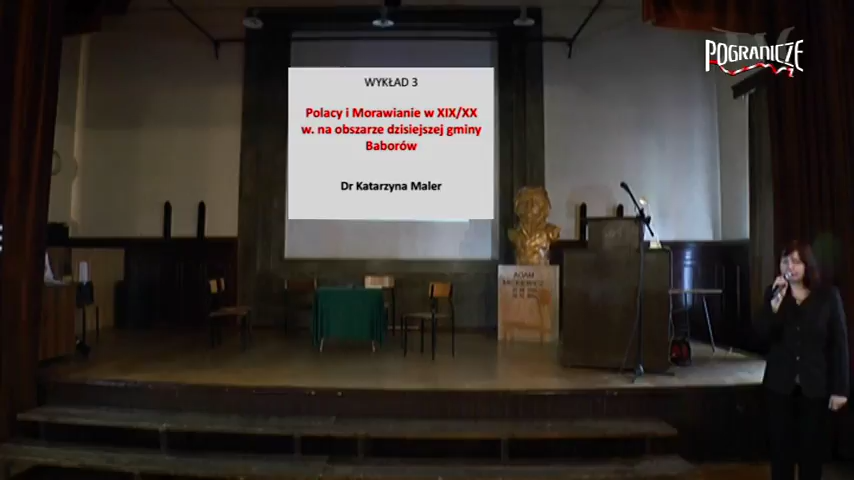 POGRANICZE
WYKŁAD 3
Polacy i Morawianie w XIX/XX
w. na obszarze dzisiejszej gminy
Baborów
Dr Katarzyna Maler
ADAM
MICKIEWICZ